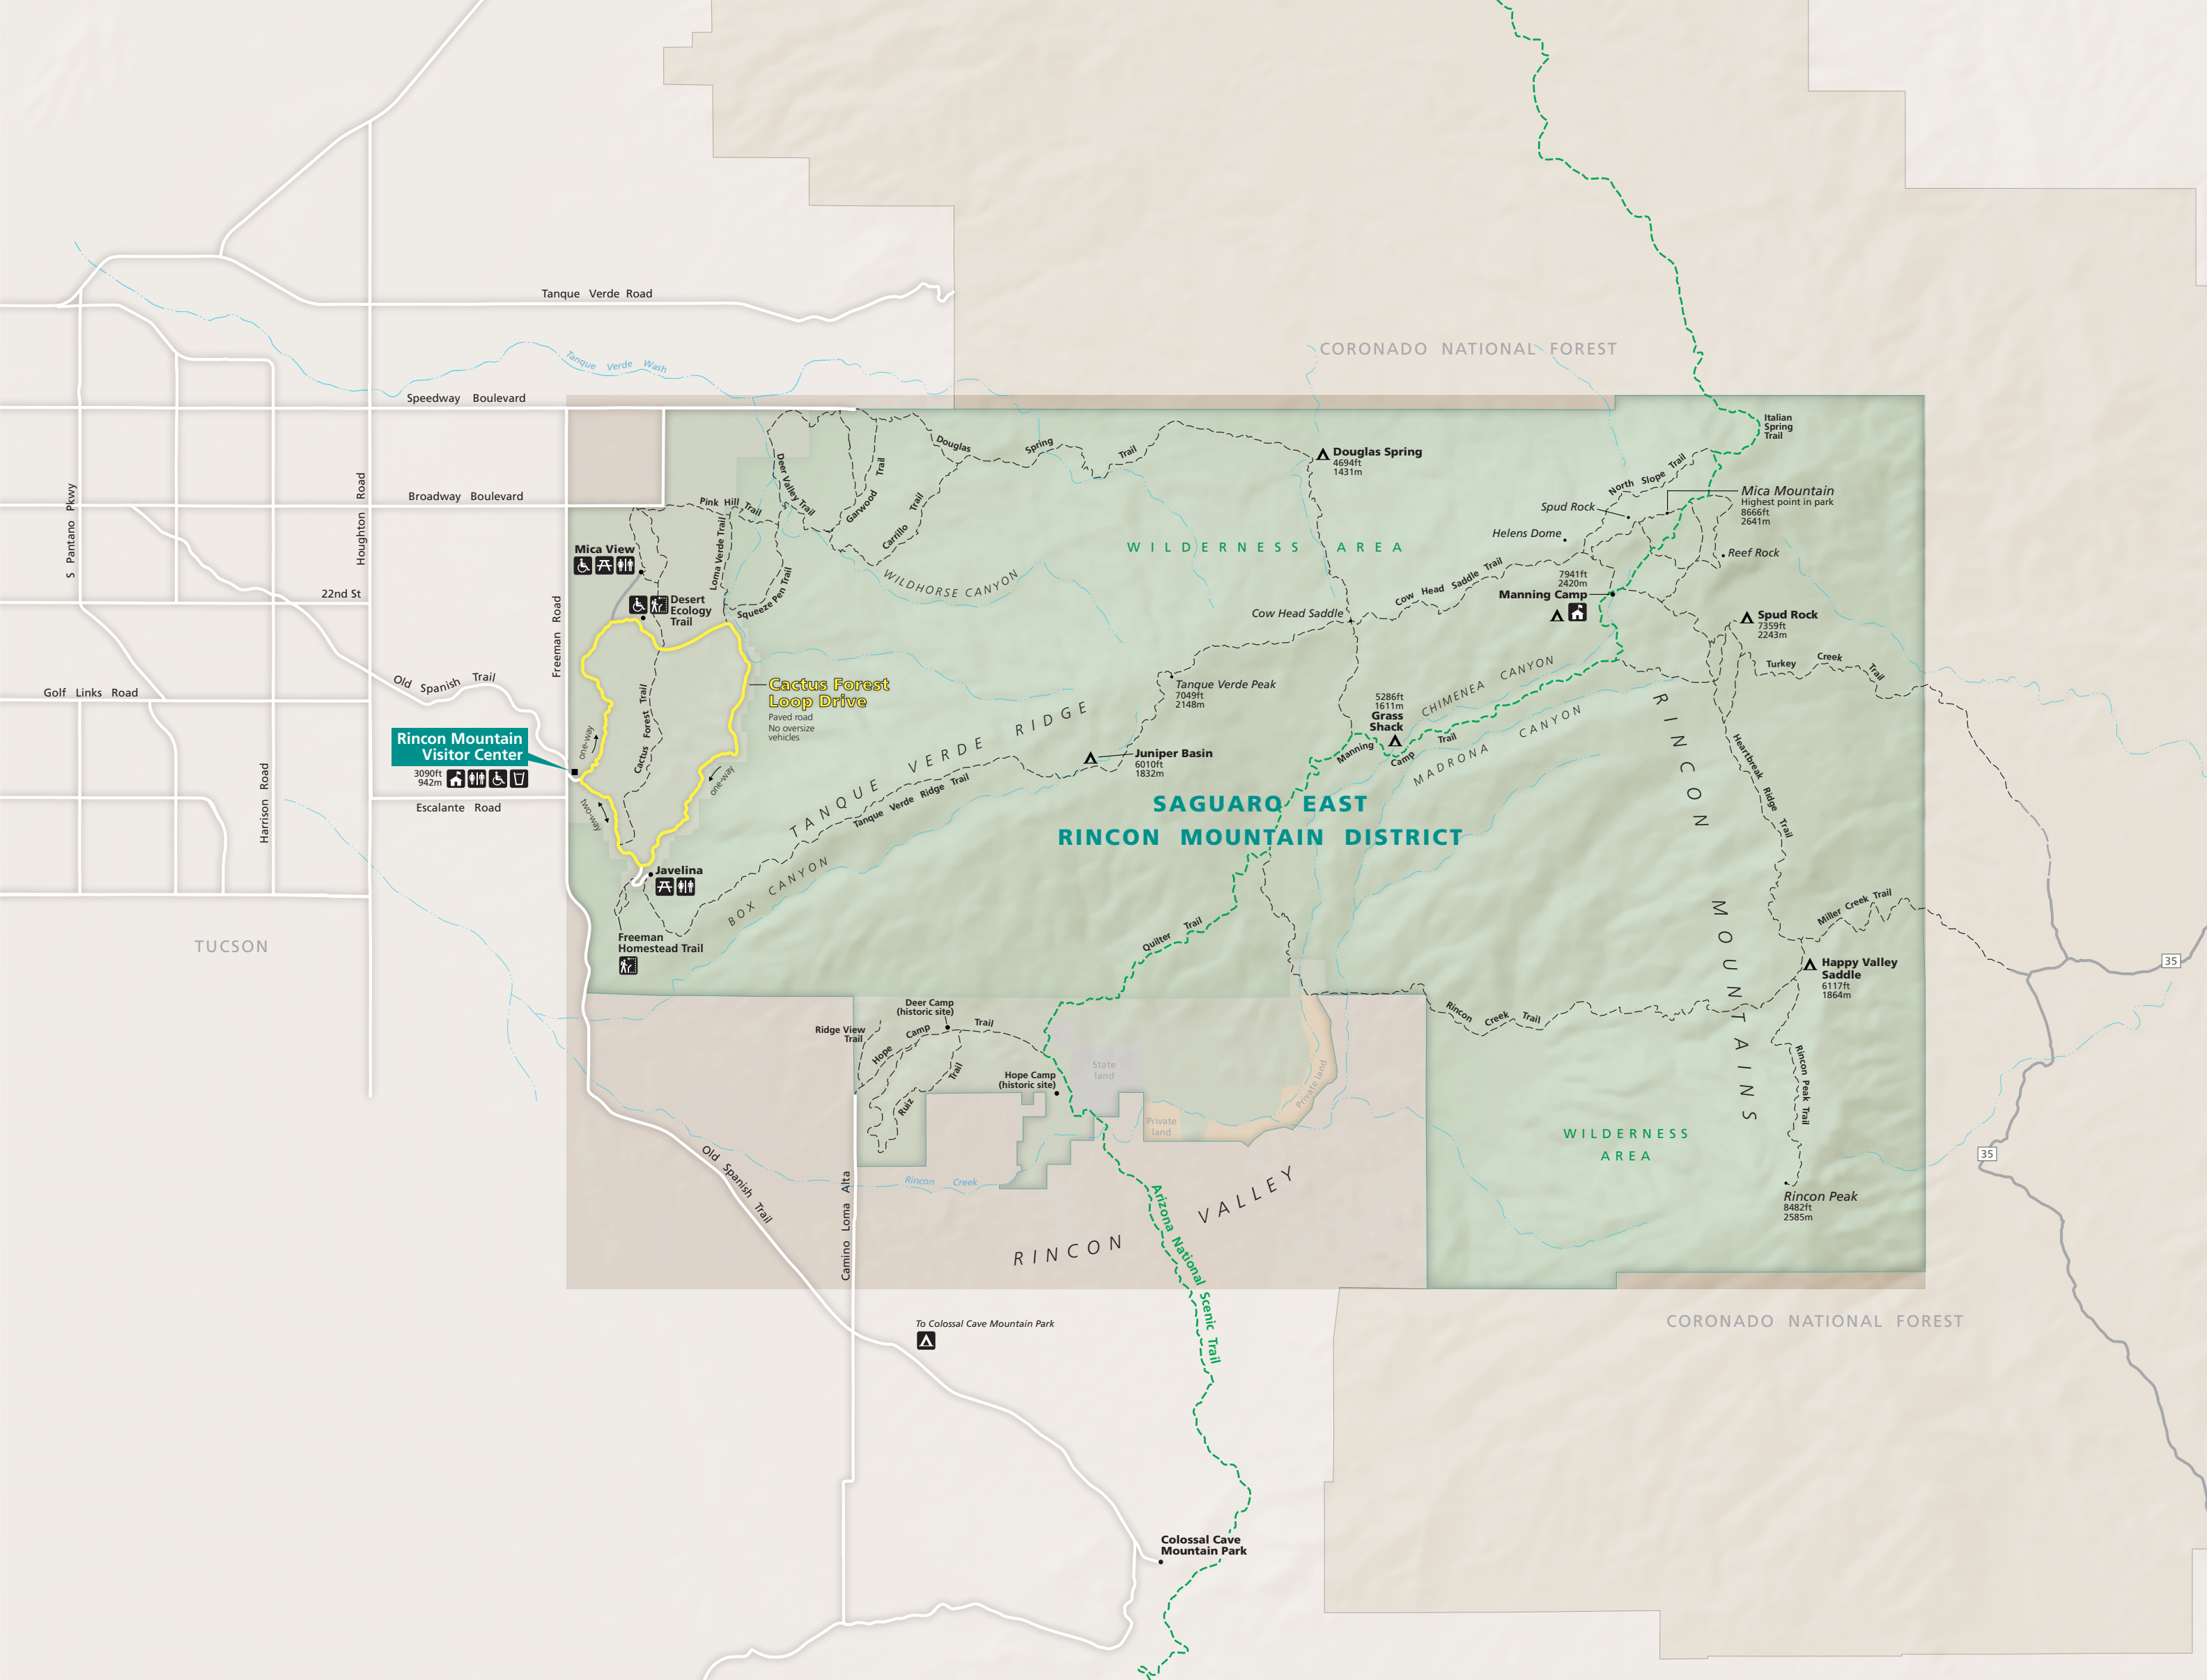 Tanque Verde Road
CORONADO NATIONAL FOREST
Tanque Verde Wash
Speedway Boulevard
Italian
Spring
Trail
Douglas Spring Trail
Douglas Spring
4694ft
1431m
Deer Valley Trail
Garwood Trail
Carrillo Trail
North Slope Trail
Mica Mountain
Highest point in park
8666ft
2641m
S Pantano Pkwy
Houghton Road
Broadway Boulevard
Pink Hill Trail
Loma Verde Trail
Spud Rock
Helens Dome
WILDERNESS AREA
Reef Rock
Mica View
WILDHORSE CANYON
Squeeze Pen Trail
Cow Head Saddle Trail
7941ft
2420m
Manning Camp
22nd St
Freeman Road
Desert
Ecology
Trail
Cow Head Saddle
Spud Rock
7359ft
2243m
Turkey Creek Trail
Old Spanish Trail
Golf Links Road
Cactus Forest
Loop Drive
Paved road
No oversize
vehicles
Cactus Forest Trail
Tanque Verde Peak
7049ft
2148m
CHIMENEA CANYON
5286ft
1611m
Grass
Shack
Manning Camp Trail
MADRONA CANYON
Rincon Mountain
Visitor Center
3090ft
942m
one-way
one-way
two-way
TANQUE VERDE RIDGE
Tanque Verde Ridge Trail
Juniper Basin
6010ft
1832m
Heartbreak Ridge Trail
RINCON MOUNTAINS
Escalante Road
Harrison Road
SAGUARO EAST
RINCON MOUNTAIN DISTRICT
Javelina
BOX CANYON
Freeman
Homestead Trail
TUCSON
Quilter Trail
Miller Creek Trail
35
Happy Valley
Saddle
6117ft
1864m
Rincon Creek Trail
Deer Camp
(historic site)
Ridge View
Trail
Hope Camp Trail
Ruiz Trail
Hope Camp
(historic site)
State
land
Private
land
Private land
Rincon Peak Trail
WILDERNESS
AREA
35
Old Spanish Trail
Camino Loma Alta
Rincon Creek
RINCON VALLEY
Arizona National Scenic Trail
Rincon Peak
8482ft
2585m
To Colossal Cave Mountain Park
CORONADO NATIONAL FOREST
Colossal Cave
Mountain Park